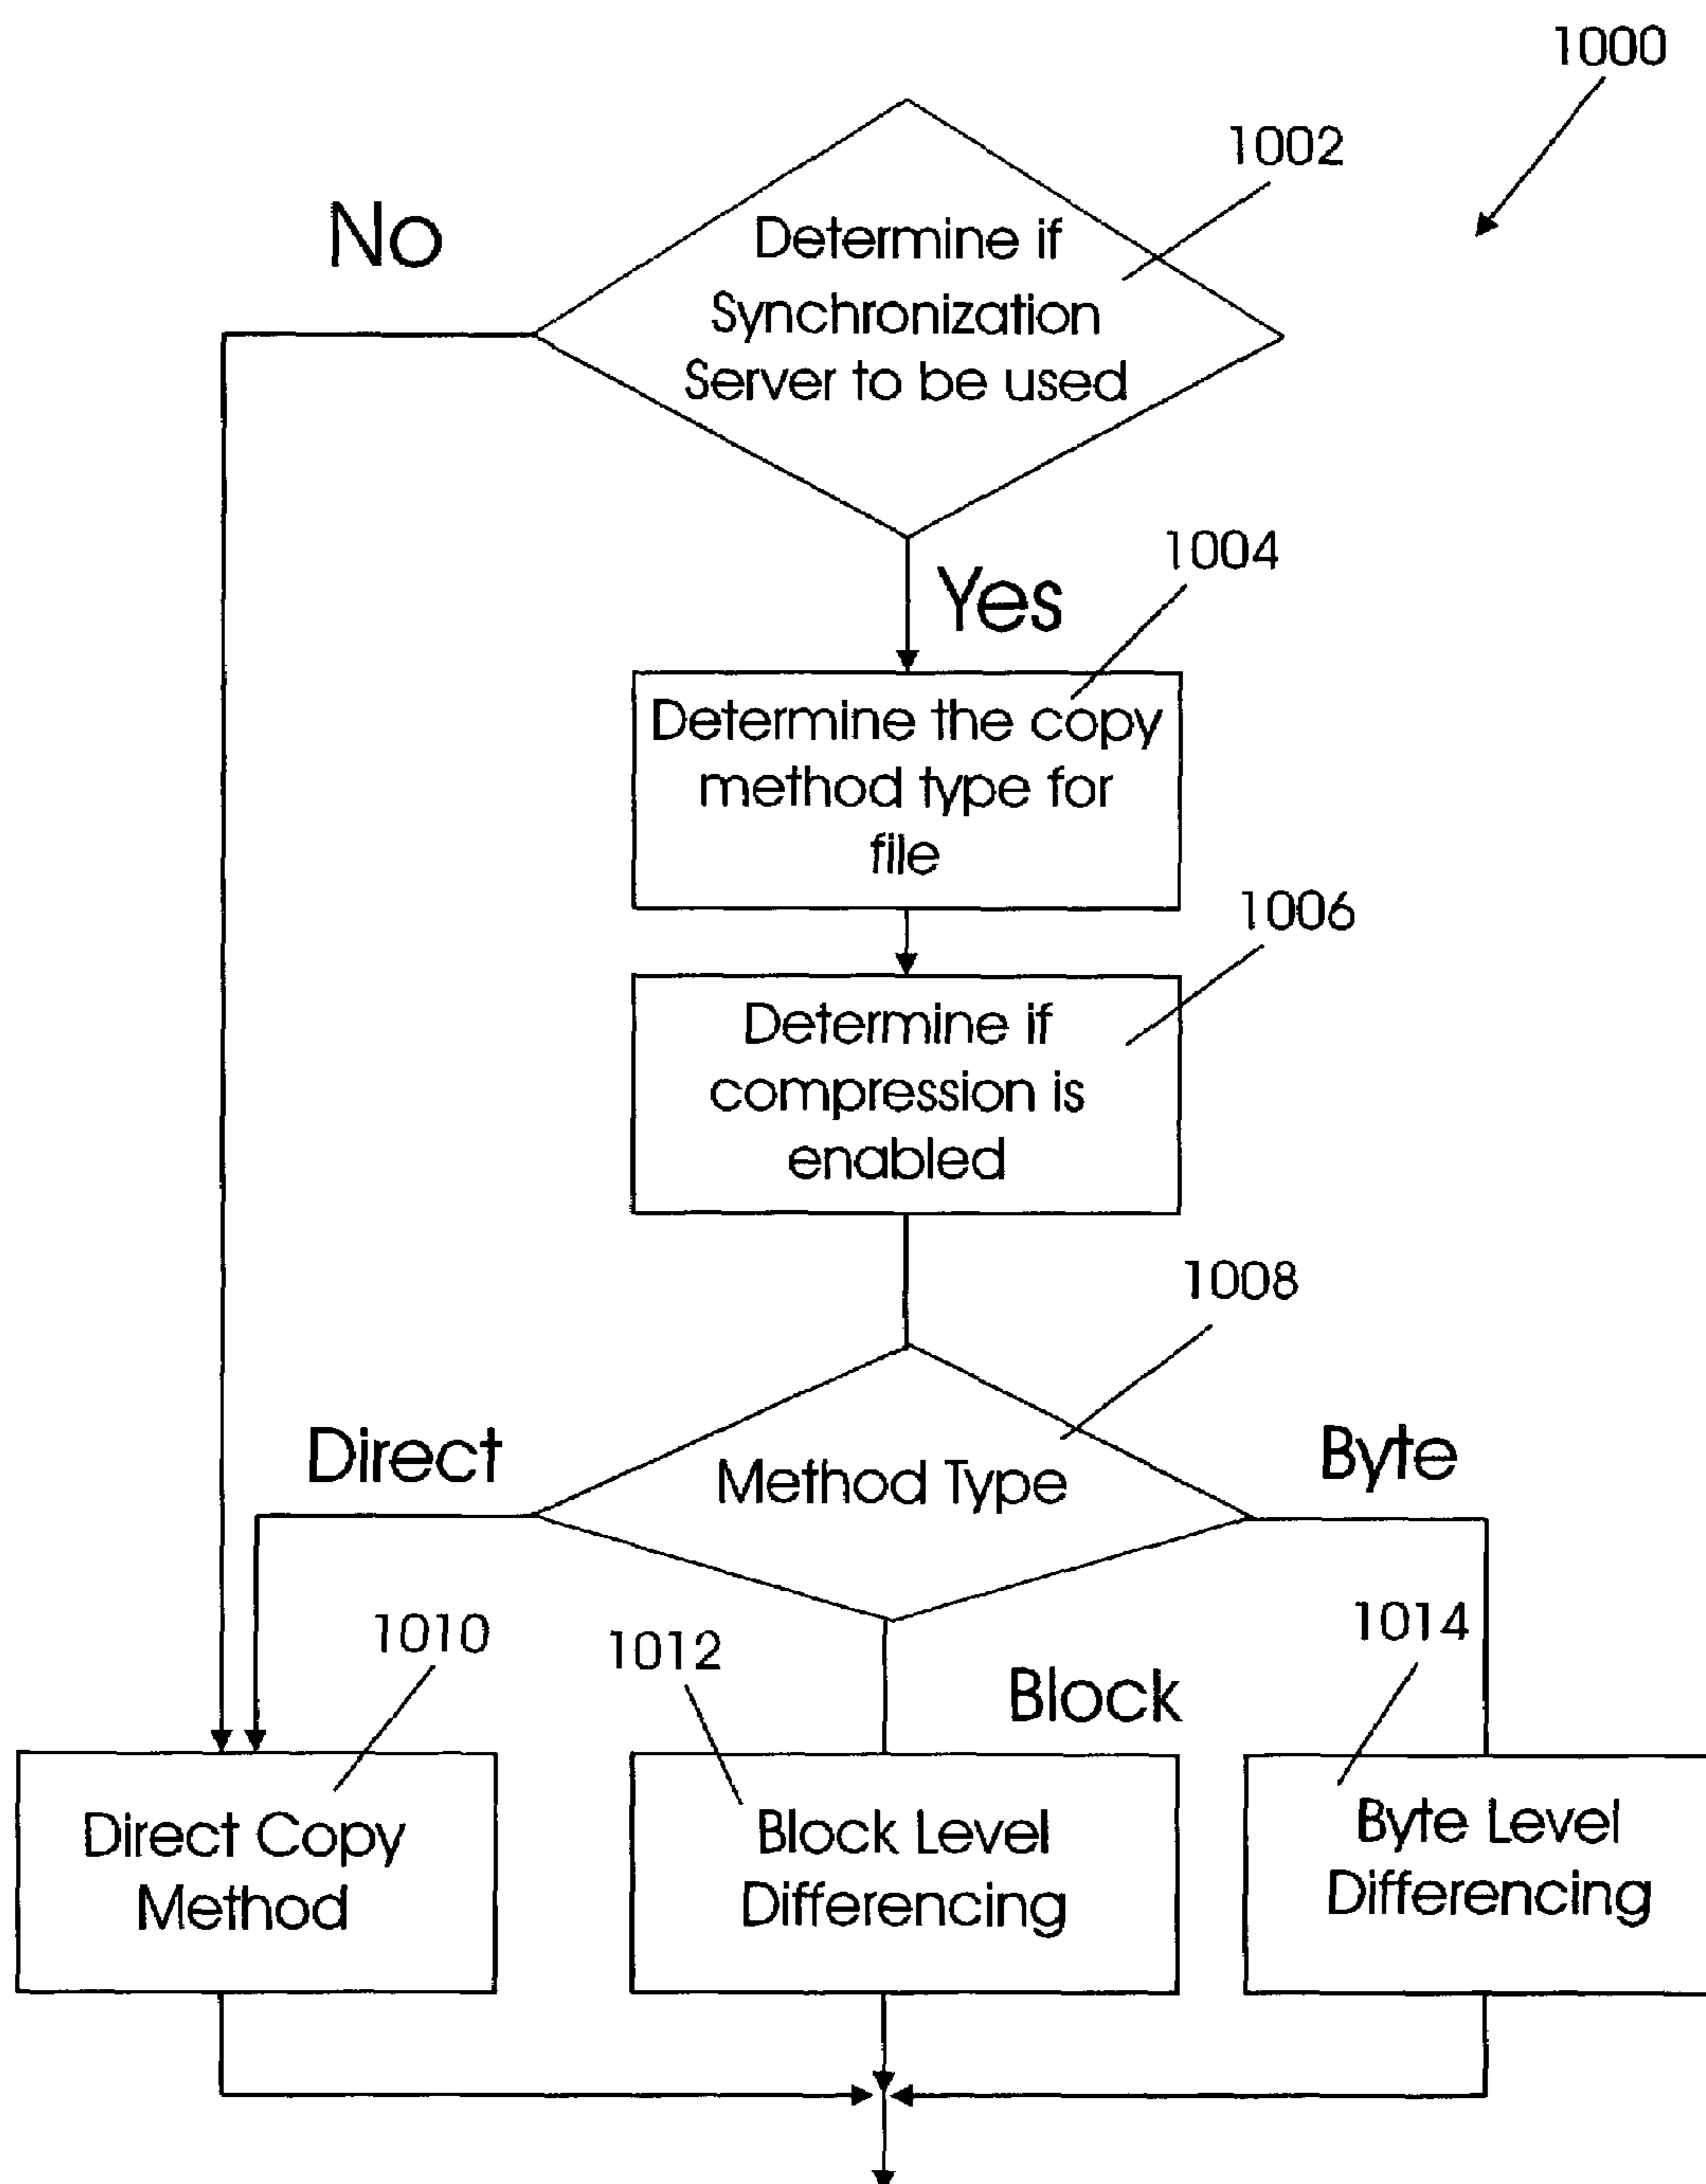 1000
1002
No
Determine if
Synchronization
Server to be used
1004
Yes
Determine the copy
method type for
file
1006
Determine if
compression is
enabled
1008
Direct
Method Type
Byte
1010
1012
1014
Block
Direct Copy
Method
Block Level
Differencing
Byte Level
Differencing